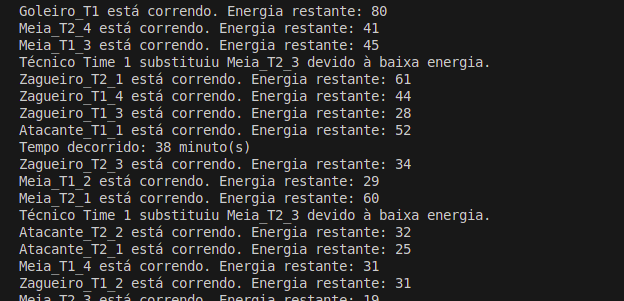 Goleiro_T1 está correndo. Energia restante: 80
Meia_T2_4 está correndo. Energia restante: 41
Meia_T1_3 está correndo. Energia restante: 45
Técnico Time 1 substituiu Meia_T2_3 devido à baixa energia.
Zagueiro_T2_1 está correndo. Energia restante: 61
Zagueiro_T1_4 está correndo. Energia restante: 44
Zagueiro_T1_3 está correndo. Energia restante: 28
Atacante_T1_1 está correndo. Energia restante: 52
Tempo decorrido: 38 minuto(s)
Zagueiro_T2_3 está correndo. Energia restante: 34
Meia_T1_2 está correndo. Energia restante: 29
Meia_T2_1 está correndo. Energia restante: 60
Técnico Time 1 substituiu Meia_T2_3 devido à baixa energia.
Atacante_T2_2 está correndo. Energia restante: 32
Atacante_T2_1 está correndo. Energia restante: 25
Meia_T1_4 está correndo. Energia restante: 31
Zagueiro_T1_2 está correndo. Energia restante: 31
Meia_T2_3 está correndo. Energia restante: 19